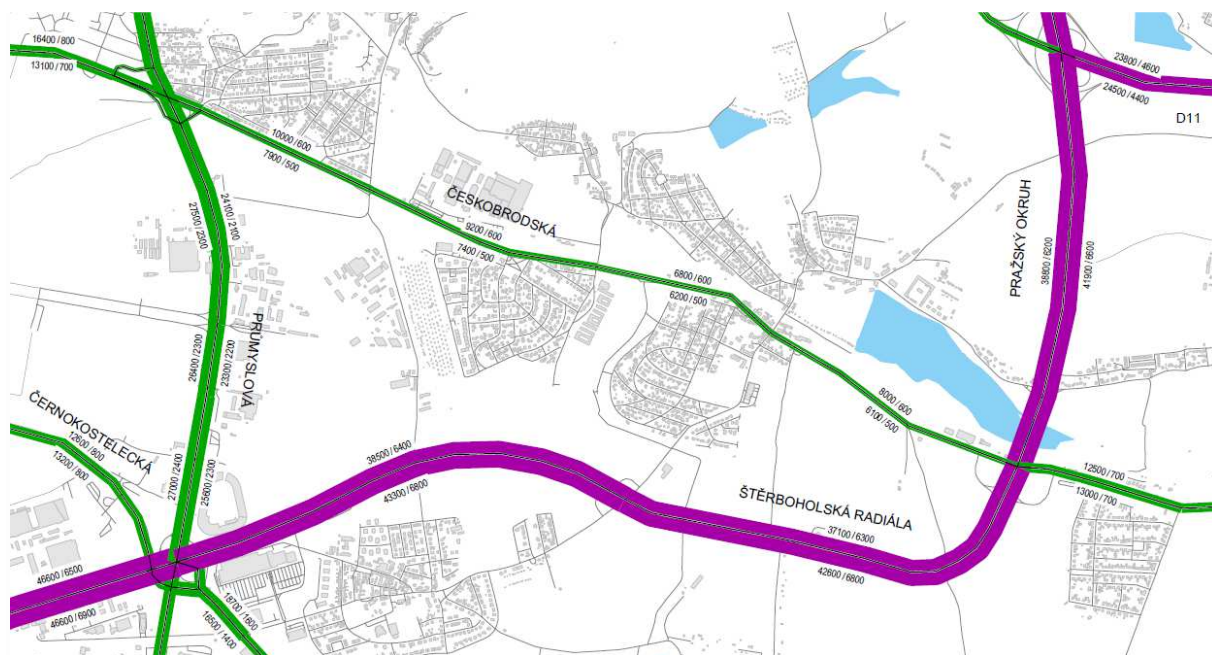 16400 / 800
13100 / 700
23800 / 4600
24500 / 4400
D11
10000 / 600
7900 / 500
ČESKOBRODSKÁ
9200 / 600
7400 / 500
24100 / 2100
27500 / 2300
PRAŽSKÝ OKRUH
38800 / 6200
41900 / 6600
6800 / 600
6200 / 500
PRŮMYSLOVÁ
26400 / 2300
23300 / 2200
8000 / 600
6100 / 500
ČERNOKOSTELECKÁ
12600 / 800
13200 / 800
27000 / 2400
25600 / 2300
38500 / 6400
43300 / 6800
12500 / 700
13000 / 700
ŠTĚRBOHOLSKÁ RADIÁLA
37100 / 6300
42600 / 6800
46600 / 6500
45600 / 6900
18700 / 1600
16500 / 1400